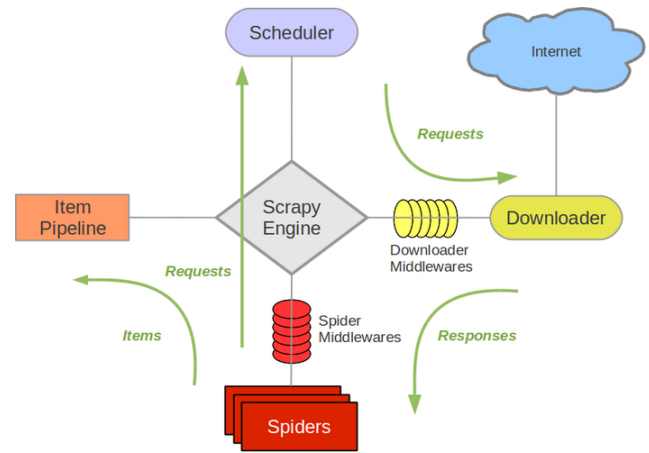 Scheduler
Internet
Requests
Item
Pipeline
Scrapy
Engine
Downloader
Downloader
Middlewares
Requests
Spider
Middlewares
Items
Responses
Spiders